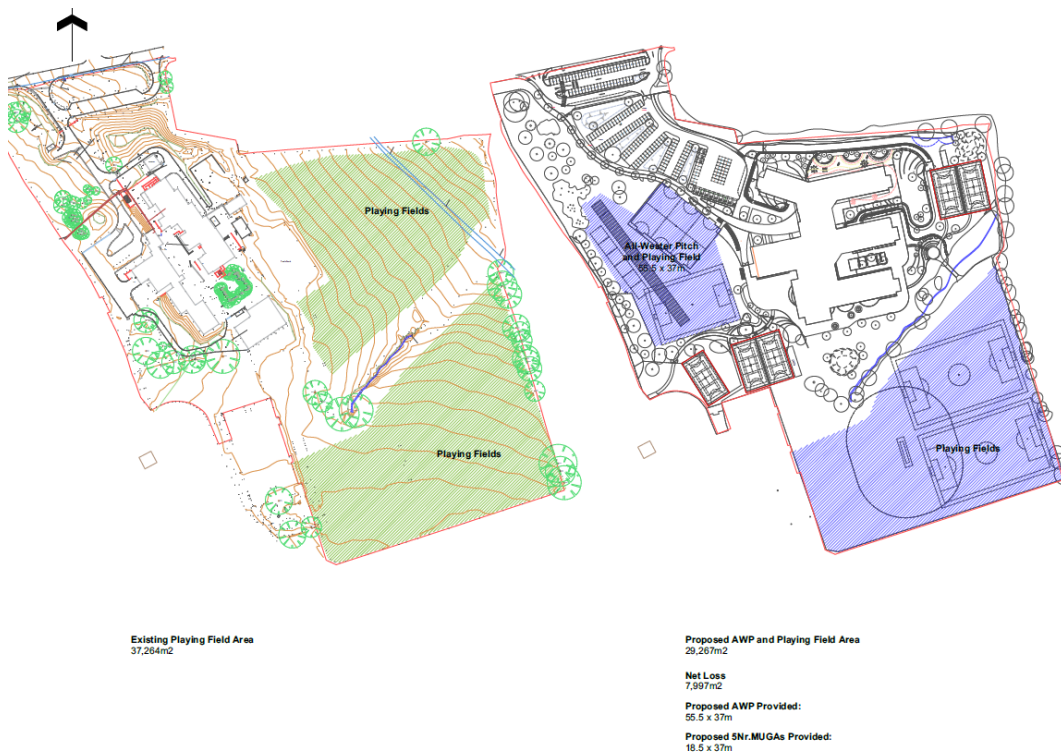 Playing Fields
Playing Fields
All-Wester Pitch
and Playing Field
55.5 x 37m
Playing Fields
Existing Playing Field Area
37,264m2
Proposed AWP and Playing Field Area
29,267m2
Net Loss
7,997m2
Proposed AWP Provided:
55.5 x 37m
Proposed 5Nr.MUGAs Provided:
18.5 x 37m